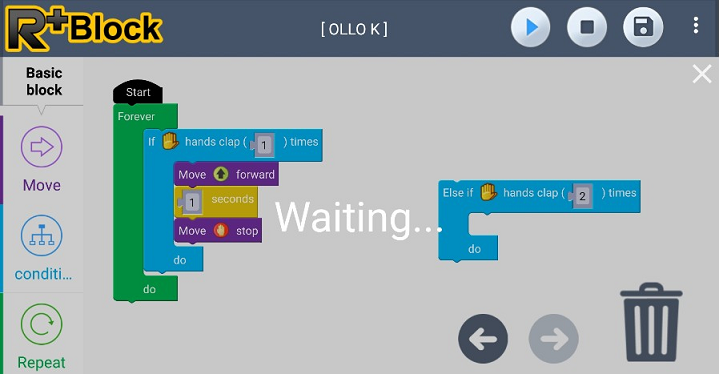 R+Block
[ OLLO K ]
Basic
block
Move
conditi...
Repeat
Start
Forever
If hands clap ( 1 ) times
Move forward
1 seconds
Move stop
do
do
Else if hands clap ( 2 ) times
do
Waiting...